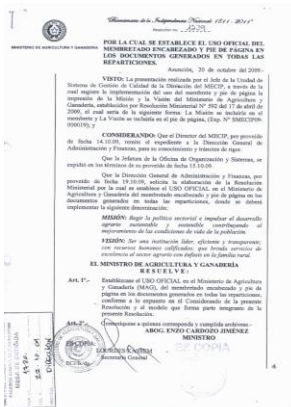 "Bicentenario de la Independencia Nacional: 1811 - 2011"
MINISTERIO DE AGRICULTURA Y GANADERÍA
POR LA CUAL SE ESTABLECE EL USO OFICIAL DEL
MEMBRETADO ENCABEZADO Y PIE DE PÁGINA EN
LOS DOCUMENTOS GENERADOS EN TODAS LAS
REPARTICIONES.
Asunción, 20 de octubre del 2009.-
VISTO: La presentación realizada por el Jefe de la Unidad de
Sistema de Gestión de Calidad de la Dirección del MECIP, a través de la
cual sugiere la implementación del uso del membrete y pie de página la
impresión de la Misión y la Visión del Ministerio de Agricultura y
Ganadería, establecidos por Resolución Ministerial Nº 592 del 17 de abril de
2009, el cual sería de la siguiente forma: La Misión se incluiría en el
membrete y La Visión se incluiría en el pie de página, (Exp. Nº
CONSIDERANDO: Que el Director del MECIP, por proveído
de fecha 14.10.09, remite el expediente a la Dirección General de
Administración y Finanzas, para su conocimiento y trámites de rigor.
Que la Jefatura de la Oficina de Organización y Sistemas, se
expidió en los términos de su proveído de fecha 15.10.09.
Que la Dirección General de Administración y Finanzas, por
proveído de fecha 19.10.09, solicita la elaboración de la Resolución
Ministerial por la cual se establece el USO OFICIAL en el Ministerio de
Agricultura y Ganadería del membretado encabezado y pie de página en
los documentos generados en todas las reparticiones, donde se deberá
implementar la siguiente denominación:
MISIÓN: Regir la política sectorial e impulsar el desarrollo
agrario sustentable y sostenible contribuyendo al
mejoramiento de las condiciones de vida de la población.
VISIÓN: Ser una institución líder, eficiente y transparente;
con recursos humanos calificados; que brinda servicios de
excelencia al sector agrario con énfasis en la familia rural.
EL MINISTERIO DE AGRICULTURA Y GANADERÍA
RESUELVE:
Art. 1º.- Establécese el USO OFICIAL en el Ministerio de Agricultura
y Ganadería (MAG), del membretado encabezado y pie de
página en los documentos generados en todas las reparticiones,
conforme a lo expuesto en el Considerando de la presente
Resolución y al modelo que forma parte integrante de la presente
Resolución.
Art. 2º.- Comuníquese a quienes corresponda y cumplida archívese.-
ABOG. ENZO CARDOZO JIMÉNEZ
MINISTRO
ES COPIA
Secretaria General